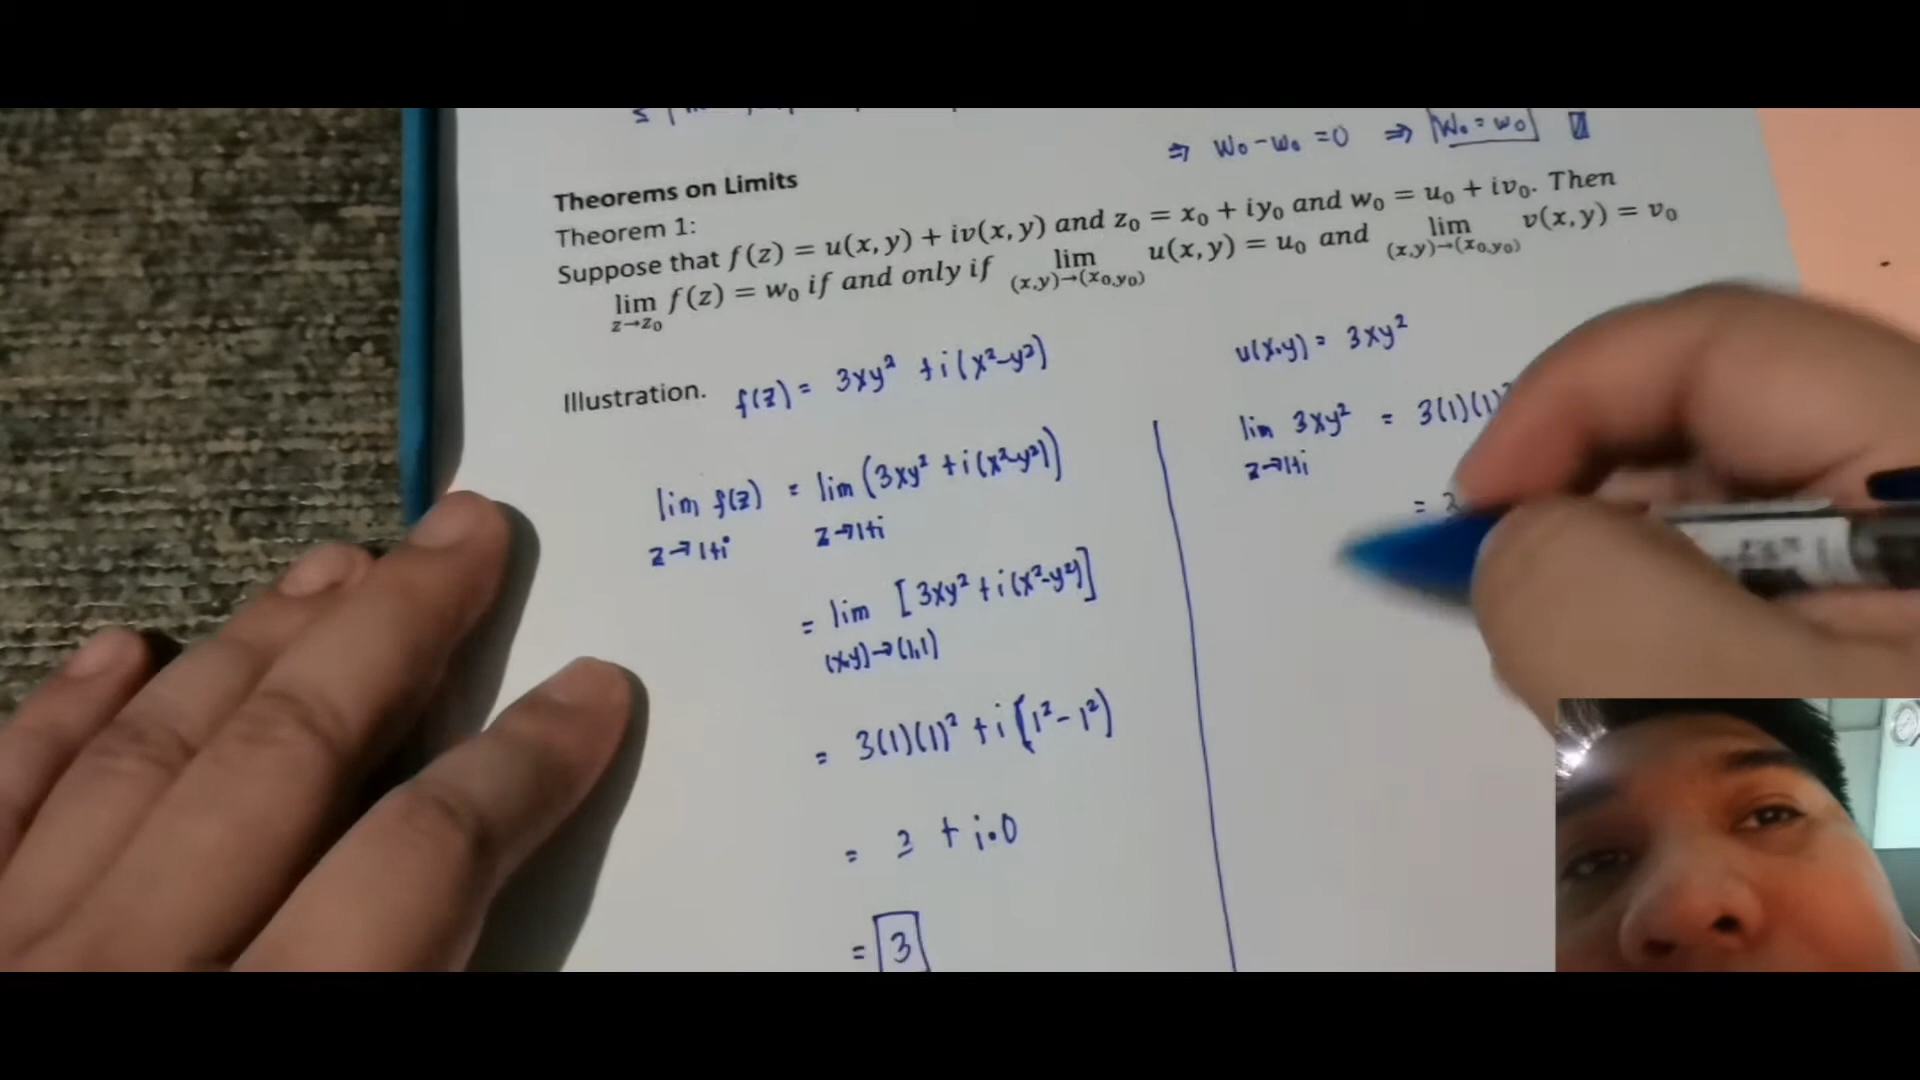 ⇒ W₀ - w₀ = 0 ⇒ W₀ = w₀
Theorems on Limits
Theorem 1:
Suppose that f(z) = u(x, y) + iv(x, y) and z₀ = x₀ + iy₀ and w₀ = u₀ + iv₀. Then
lim f(z) = w₀ if and only if lim u(x, y) = u₀ and lim v(x, y) = v₀
z→z₀ (x,y)→(x₀,y₀) (x,y)→(x₀,y₀)
Illustration. f(z) = 3xy² + i(x²-y²)
lim f(z) = lim (3xy² + i(x²-y²))
z→1+i z→1+i
= lim [3xy² + i(x²-y²)]
(x,y)→(1,1)
= 3(1)(1)² + i(1² - 1²)
= 3 + i·0
= 3
u(x,y) = 3xy²
lim 3xy² = 3(1)(1)²
z→1+i
=